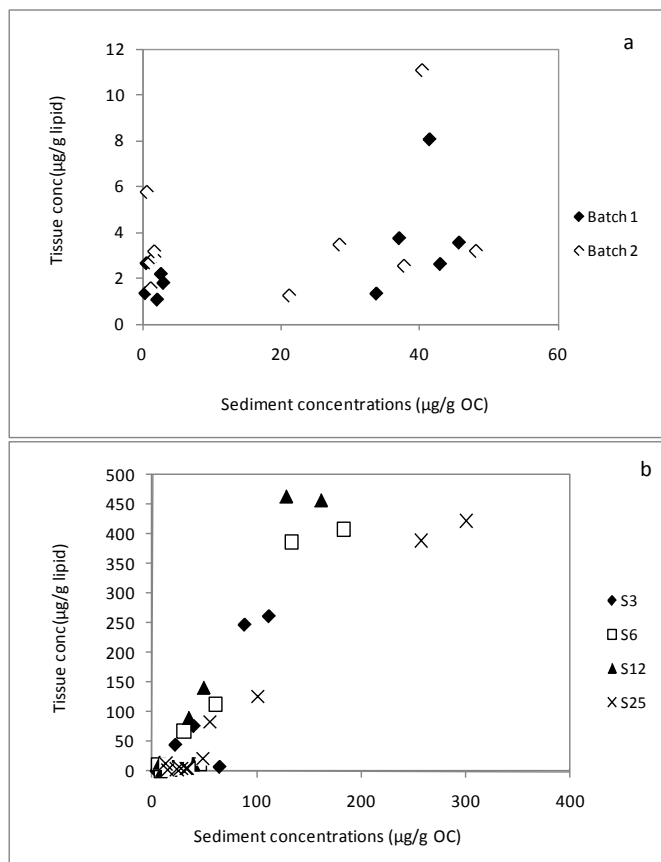 a
Tissue conc(µg/g lipid)
12
10
8
6
4
2
0
0 20 40 60
Sediment concentrations (µg/g OC)
Batch 1
Batch 2
b
Tissue conc(µg/g lipid)
500
450
400
350
300
250
200
150
100
50
0
0 100 200 300 400
Sediment concentrations (µg/g OC)
S3
S6
S12
S25